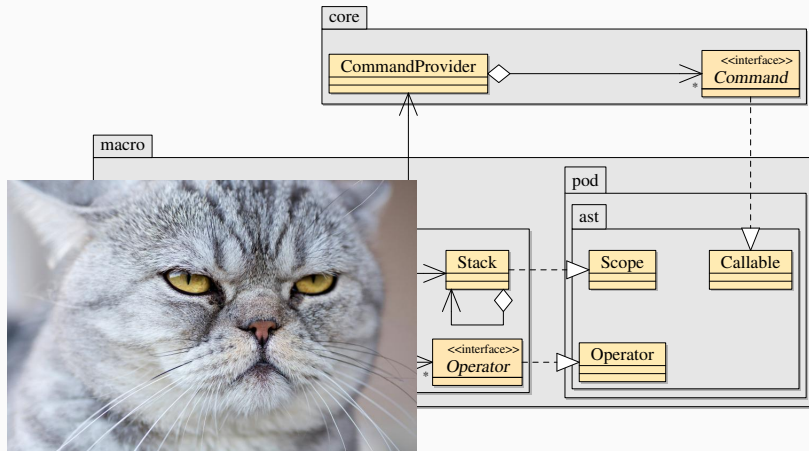 core
CommandProvider
<<interface>>
Command
*
macro
pod
ast
Stack
Scope
Callable
<<interface>>
Operator
*
Operator